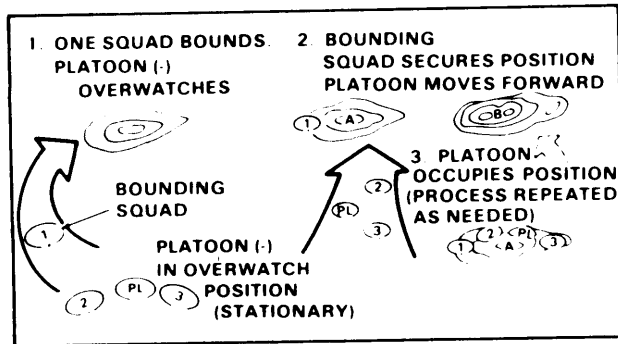 1. ONE SQUAD BOUNDS.
PLATOON (-)
OVERWATCHES
BOUNDING
SQUAD
1
PLATOON (-)
IN OVERWATCH
POSITION
(STATIONARY)
2 PL 3
2. BOUNDING
SQUAD SECURES POSITION
PLATOON MOVES FORWARD
1 A
B
2
PL
3
3. PLATOON
OCCUPIES POSITION
(PROCESS REPEATED
AS NEEDED)
2 PL
1 A 3